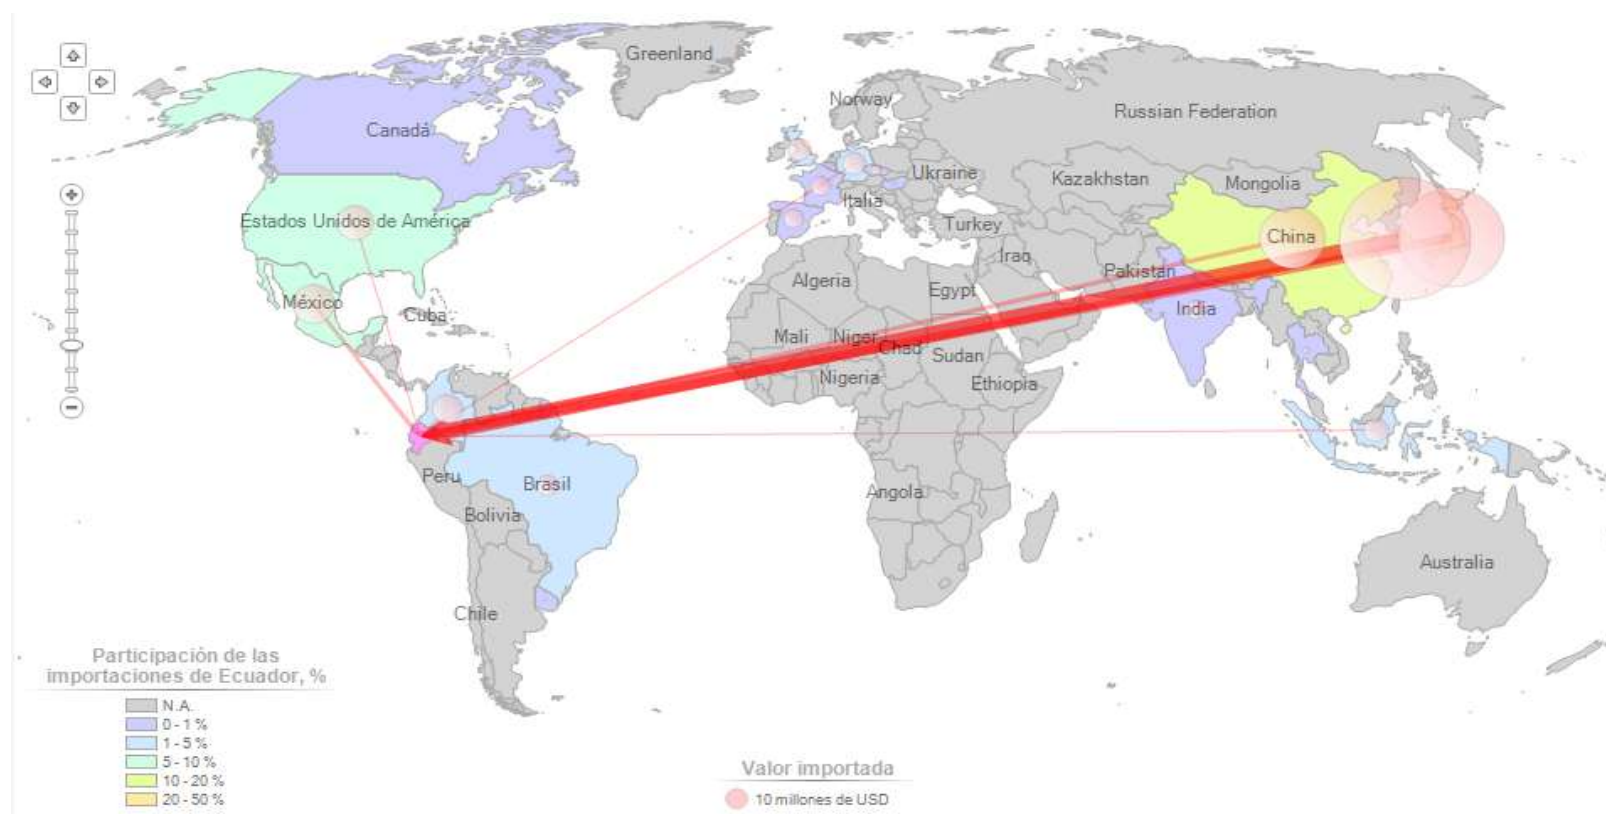 Greenland
Norway
Russian Federation
Canadá
Ukraine
Kazakhstan
Mongolia
Italia
Estados Unidos de América
Turkey
China
Iraq
Pakistan
Algeria
Egypt
México
Cuba
India
Mali
Niger
Chad
Sudan
Nigeria
Ethiopia
Peru
Brasil
Angola
Bolivia
Australia
Chile
Participación de las
importaciones de Ecuador, %
N.A.
0 - 1 %
1 - 5 %
5 - 10 %
10 - 20 %
20 - 50 %
Valor importada
10 millones de USD